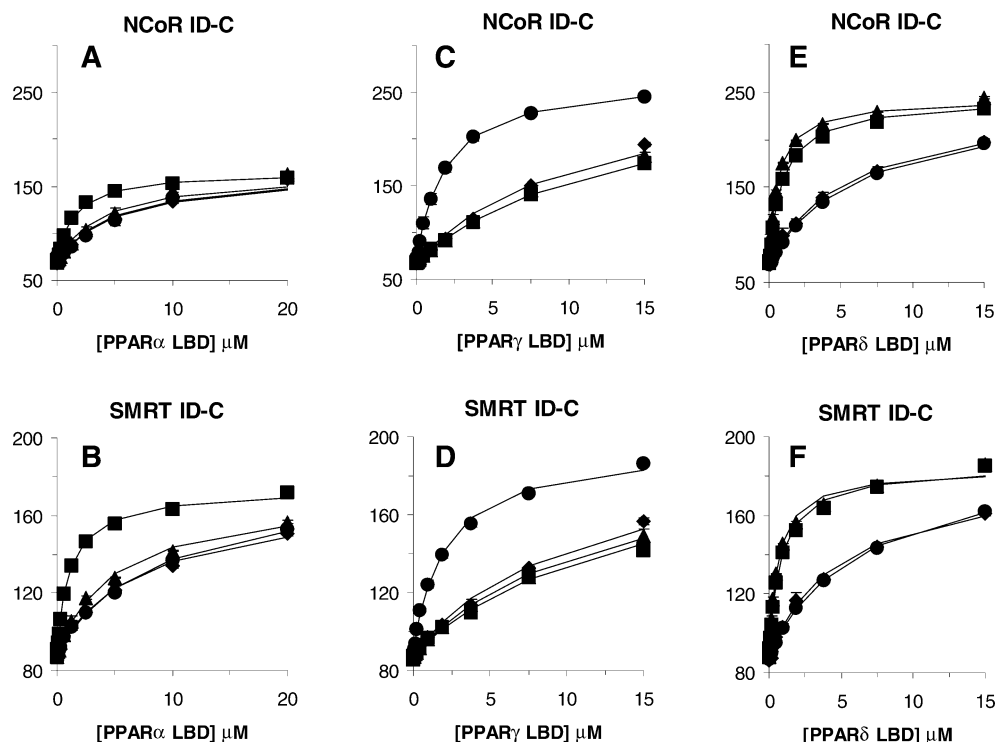 NCoR ID-C
A
250
150
50
0 10 20
[PPARα LBD] μM
NCoR ID-C
C
250
150
50
0 5 10 15
[PPARγ LBD] μM
NCoR ID-C
E
250
150
50
0 5 10 15
[PPARδ LBD] μM
SMRT ID-C
B
200
160
120
80
0 10 20
[PPARα LBD] μM
SMRT ID-C
D
200
160
120
80
0 5 10 15
[PPARγ LBD] μM
SMRT ID-C
F
200
160
120
80
0 5 10 15
[PPARδ LBD] μM